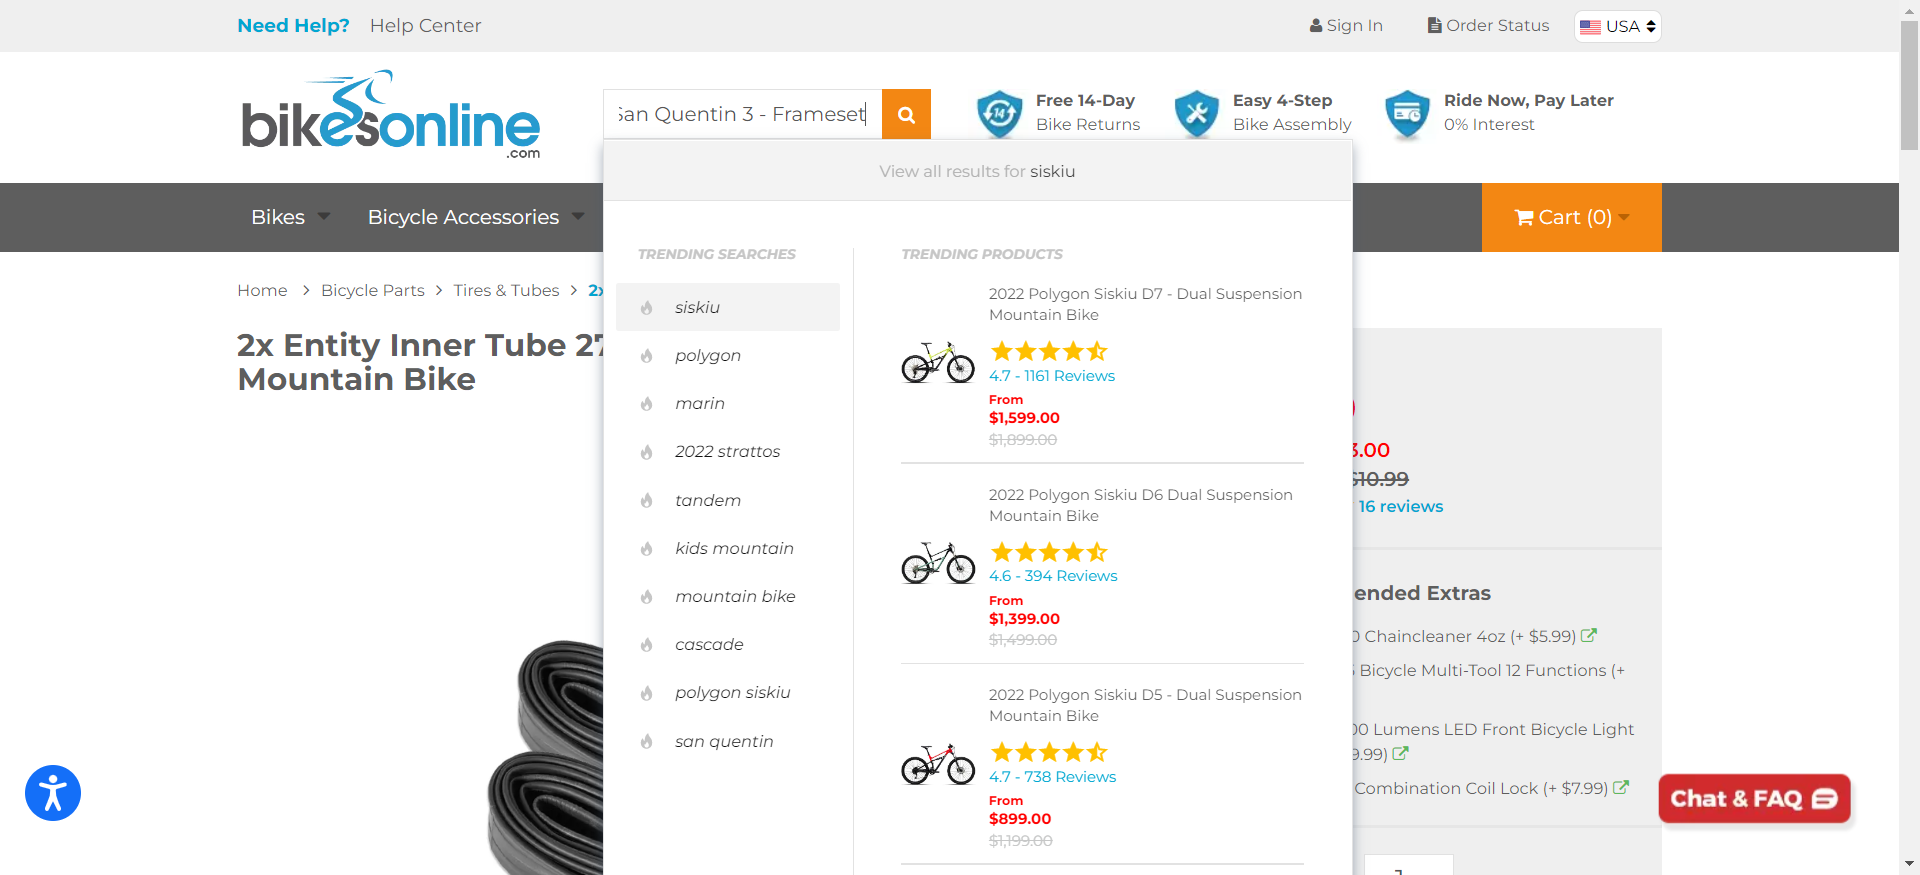 Need Help? Help Center Sign In Order Status USA
bikesonline
.com
San Quentin 3 - Frameset
Free 14-Day
Bike Returns
14
Easy 4-Step
Bike Assembly
Ride Now, Pay Later
0% Interest
View all results for siskiu
Bikes Bicycle Accessories Cart (0)
Home Bicycle Parts Tires & Tubes 2x
2x Entity Inner Tube 27
Mountain Bike
TRENDING SEARCHES
siskiu
polygon
marin
2022 strattos
tandem
kids mountain
mountain bike
cascade
polygon siskiu
san quentin
TRENDING PRODUCTS
2022 Polygon Siskiu D7 - Dual Suspension
Mountain Bike
4.7 - 1161 Reviews
From
$1,599.00
$1,899.00
2022 Polygon Siskiu D6 Dual Suspension
Mountain Bike
4.6 - 394 Reviews
From
$1,399.00
$1,499.00
2022 Polygon Siskiu D5 - Dual Suspension
Mountain Bike
4.7 - 738 Reviews
From
$899.00
$1,199.00
3.00
$10.99
16 reviews
ended Extras
0 Chaincleaner 4oz (+ $5.99)
Bicycle Multi-Tool 12 Functions (+
00 Lumens LED Front Bicycle Light
9.99)
Combination Coil Lock (+ $7.99)
Chat & FAQ